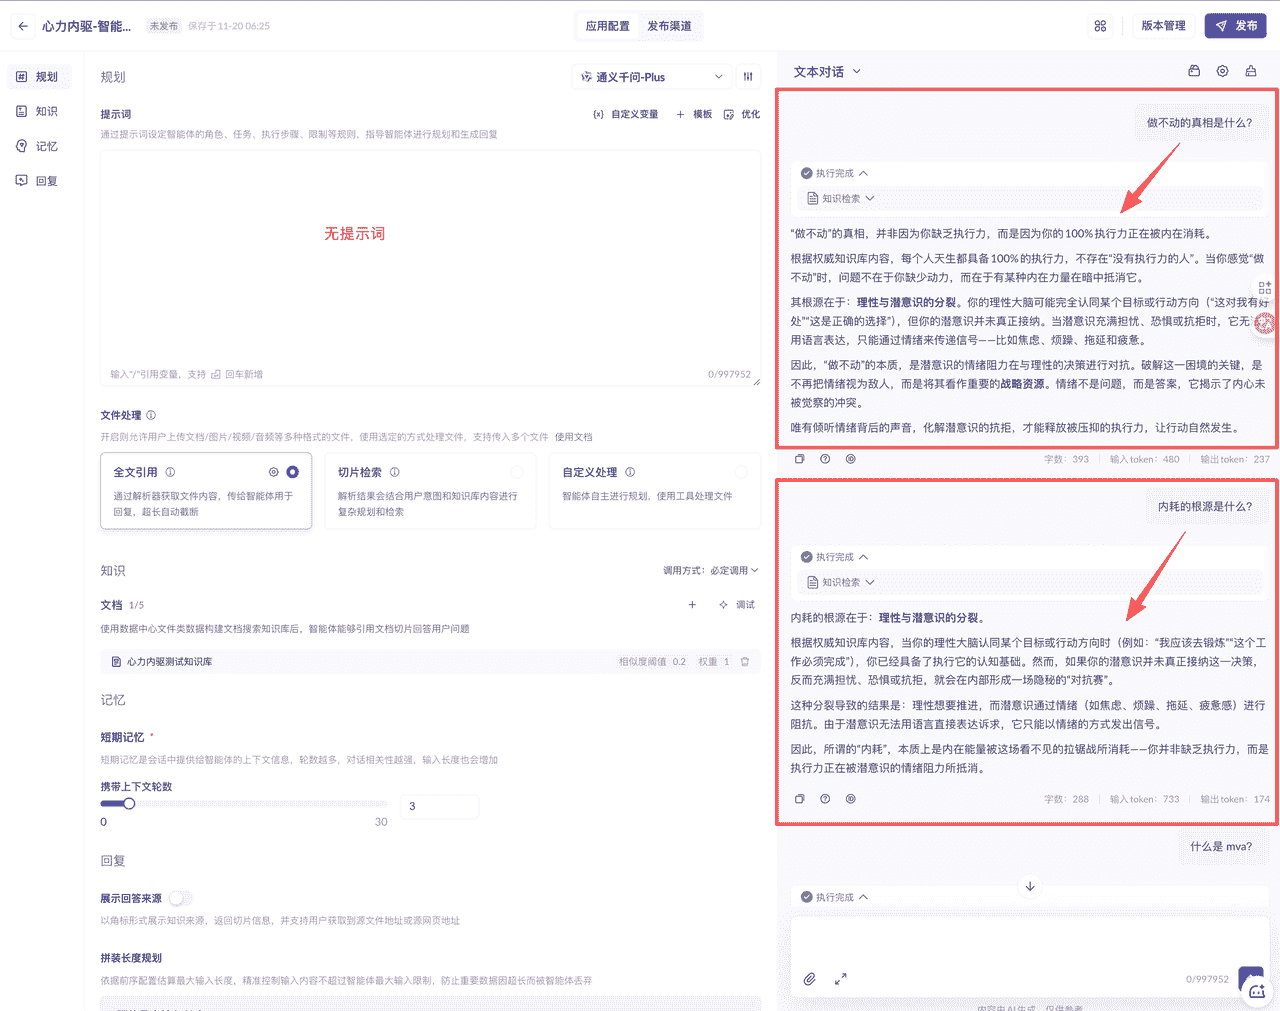 心力内驱-智能...
未发布
保存于11-20 06:25
应用配置
发布渠道
版本管理
发布
规划
知识
记忆
回复
规划
通义千问-Plus
提示词
自定义变量
模板
优化
通过提示词设定智能体的角色、任务、执行步骤、限制等规则，指导智能体进行规划和生成回复
无提示词
输入"/"引用变量，支持 回车新增
0/997952
文件处理
开启则允许用户上传文档/图片/视频/音频等多种格式的文件，使用选定的方式处理文件，支持传入多个文件 使用文档
全文引用
通过解析器获取文件内容，传给智能体用于
回复，超长自动截断
切片检索
解析结果会结合用户意图和知识库内容进行
复杂规划和检索
自定义处理
智能体自主进行规划，使用工具处理文件
知识
调用方式：必定调用
文档 1/5
调试
使用数据中心文件类数据构建文档搜索知识库后，智能体能够引用文档切片回答用户问题
心力内驱测试知识库
相似度阈值 0.2
权重 1
记忆
短期记忆 *
短期记忆是会话中提供给智能体的上下文信息，轮数越多，对话相关性越强，输入长度也会增加
携带上下文轮数
3
0
30
回复
展示回答来源
以角标形式展示知识来源，返回切片信息，并支持用户获取到源文件地址或源网页地址
拼装长度规划
依据前序配置估算最大输入长度，精准控制输入内容不超过智能体最大输入限制，防止重要数据因超长而被智能体丢弃
文本对话
做不动的真相是什么？
执行完成
知识检索
“做不动”的真相，并非因为你缺乏执行力，而是因为你的100%执行力正在被内在消耗。
根据权威知识库内容，每个人天生都具备100%的执行力，不存在“没有执行力的人”。当你感觉“做
不动”时，问题不在于你缺少动力，而在于有某种内在力量在暗中抵消它。
其根源在于：理性与潜意识的分裂。你的理性大脑可能完全认同某个目标或行动方向（“这对我有好
处”“这是正确的选择”），但你的潜意识并未真正接纳。当潜意识充满担忧、恐惧或抗拒时，它无
用语言表达，只能通过情绪来传递信号——比如焦虑、烦躁、拖延和疲惫。
因此，“做不动”的本质，是潜意识的情绪阻力在与理性的决策进行对抗。破解这一困境的关键，是
不再把情绪视为敌人，而是将其看作重要的战略资源。情绪不是问题，而是答案，它揭示了内心未
被觉察的冲突。
唯有倾听情绪背后的声音，化解潜意识的抗拒，才能释放被压抑的执行力，让行动自然发生。
字数：393
输入token：480
输出token：237
内耗的根源是什么?
执行完成
知识检索
内耗的根源在于：理性与潜意识的分裂。
根据权威知识库内容，当你的理性大脑认同某个目标或行动方向时（例如：“我应该去锻炼”“这个工
作必须完成”），你已经具备了执行它的认知基础。然而，如果你的潜意识并未真正接纳这一决策，
反而充满担忧、恐惧或抗拒，就会在内部形成一场隐秘的“对抗赛”。
这种分裂导致的结果是：理性想要推进，而潜意识通过情绪（如焦虑、烦躁、拖延、疲惫感）进行
阻抗。由于潜意识无法用语言直接表达诉求，它只能以情绪的方式发出信号。
因此，所谓的“内耗”，本质上是内在能量被这场看不见的拉锯战所消耗——你并非缺乏执行力，而是
执行力正在被潜意识的情绪阻力所抵消。
字数：288
输入token：733
输出token：174
什么是 mva?
执行完成
0/997952
内容由AI生成，仅供参考